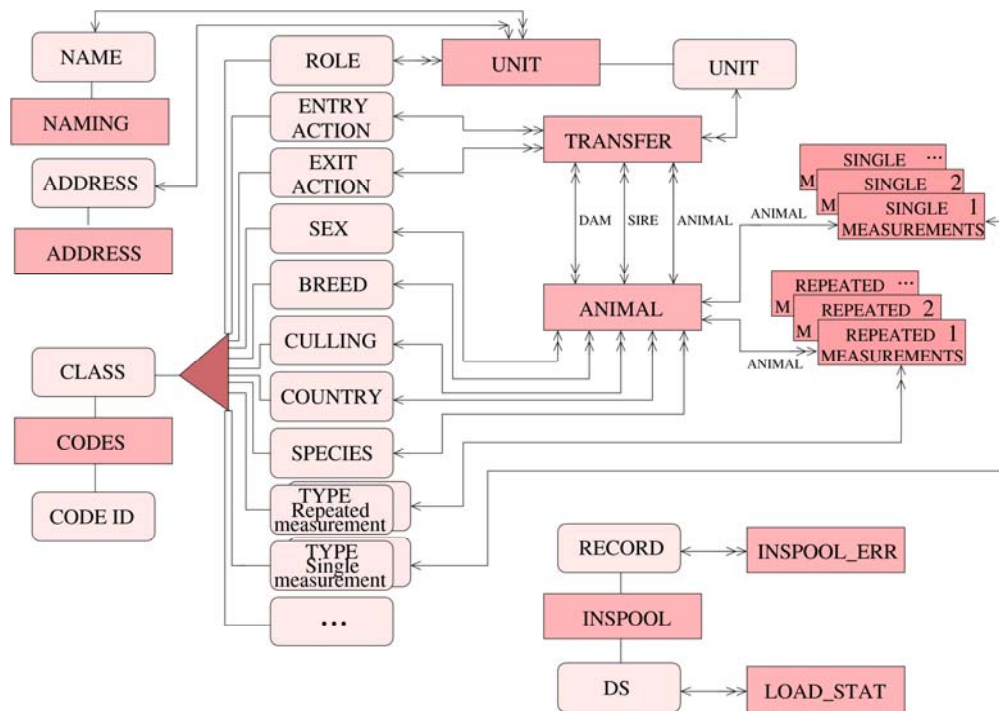 NAME
NAMING
ADDRESS
ADDRESS
CLASS
CODES
CODE ID
ROLE
ENTRY
ACTION
EXIT
ACTION
SEX
BREED
CULLING
COUNTRY
SPECIES
TYPE
Repeated
measurement
TYPE
Single
measurement
...
UNIT
UNIT
TRANSFER
DAM
SIRE
ANIMAL
ANIMAL
ANIMAL
ANIMAL
SINGLE ...
M SINGLE 2
M SINGLE 1
MEASUREMENTS
REPEATED ...
M REPEATED 2
M REPEATED 1
MEASUREMENTS
RECORD
INSPOOL_ERR
INSPOOL
DS
LOAD_STAT